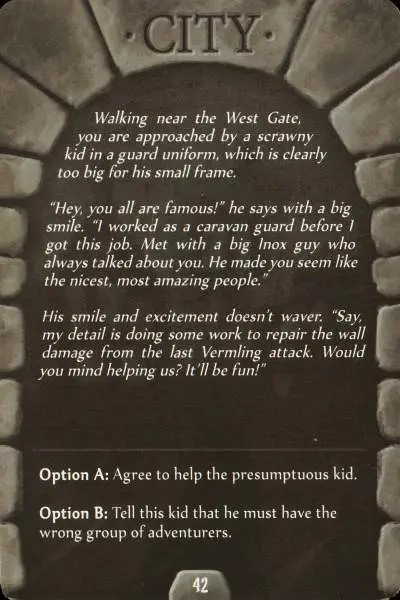 · CITY ·
Walking near the West Gate,
you are approached by a scrawny
kid in a guard uniform, which is clearly
too big for his small frame.
“Hey, you all are famous!” he says with a big
smile. “I worked as a caravan guard before I
got this job. Met with a big Inox guy who
always talked about you. He made you seem like
the nicest, most amazing people.”
His smile and excitement doesn't waver. “Say,
my detail is doing some work to repair the wall
damage from the last Vermling attack. Would
you mind helping us? It'll be fun!”
Option A: Agree to help the presumptuous kid.
Option B: Tell this kid that he must have the
wrong group of adventurers.
42